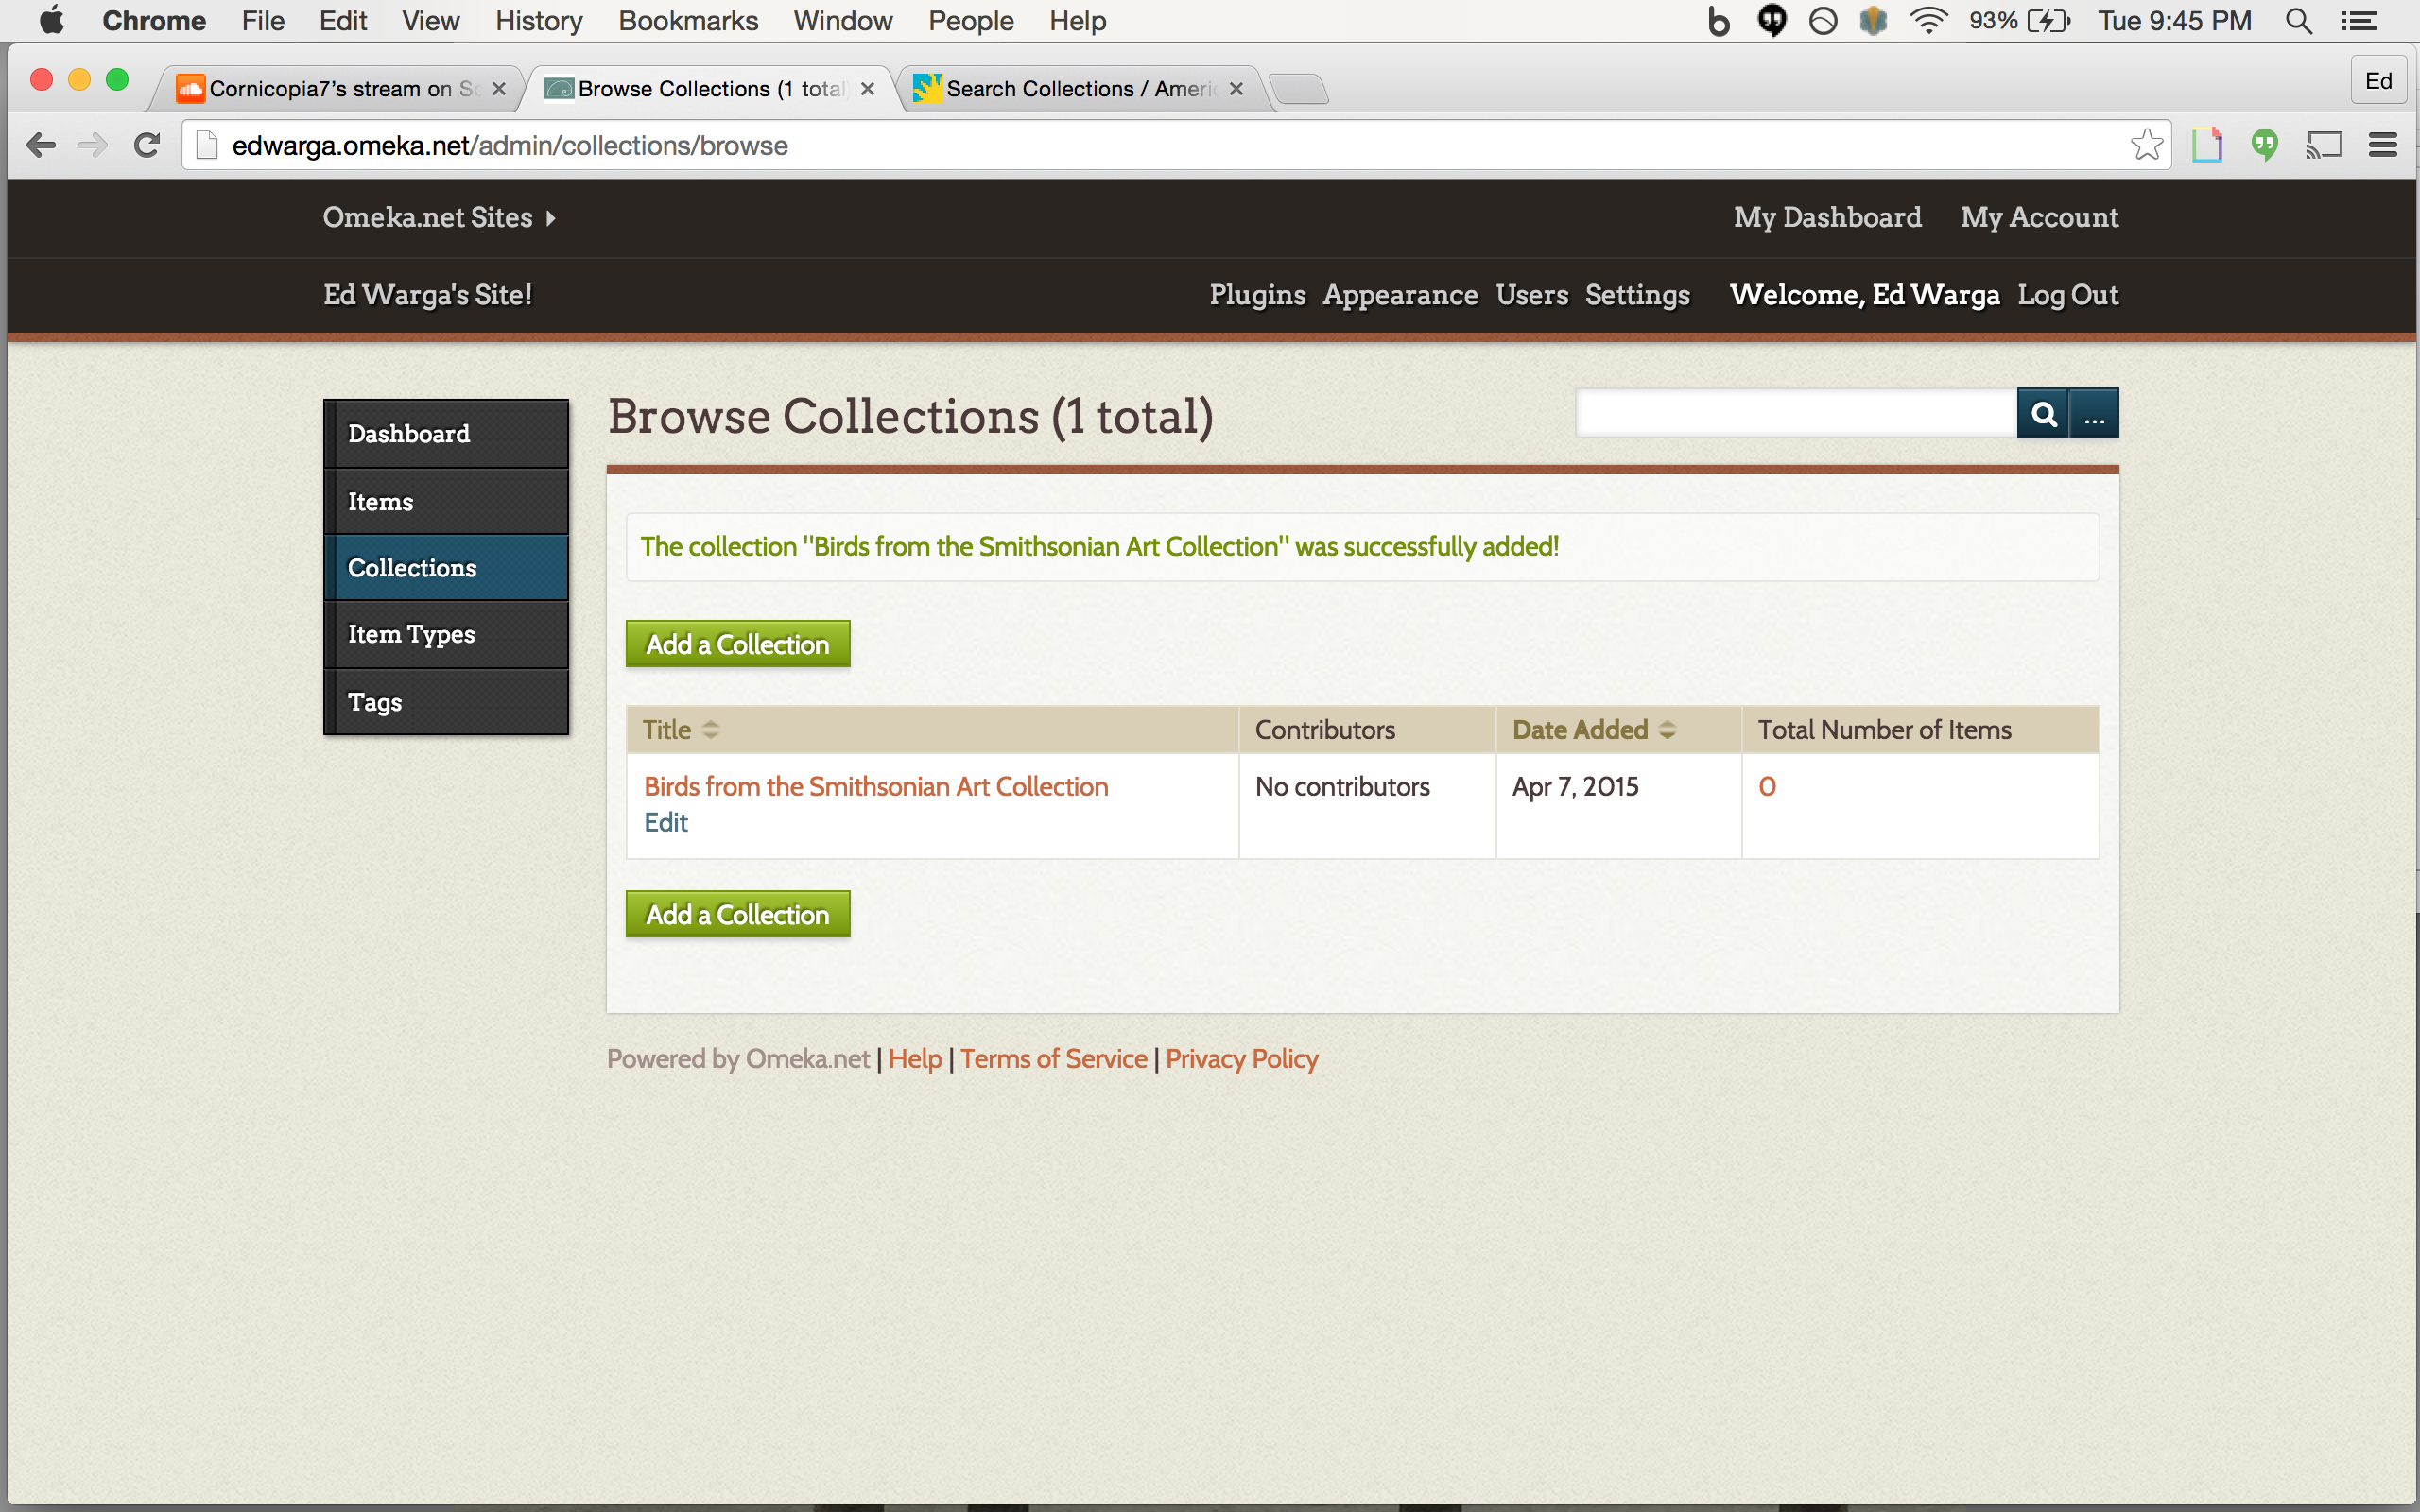 Chrome File Edit View History Bookmarks Window People Help 93% Tue 9:45 PM
Cornicopia7's stream on So Browse Collections (1 total) Search Collections / Ameri Ed
edwarga.omeka.net/admin/collections/browse
Omeka.net Sites My Dashboard My Account
Ed Warga's Site! Plugins Appearance Users Settings Welcome, Ed Warga Log Out
Dashboard
Items
Collections
Item Types
Tags
Browse Collections (1 total)
...
The collection "Birds from the Smithsonian Art Collection" was successfully added!
Add a Collection
Title Contributors Date Added Total Number of Items
Birds from the Smithsonian Art Collection No contributors Apr 7, 2015 0
Edit
Add a Collection
Powered by Omeka.net | Help | Terms of Service | Privacy Policy